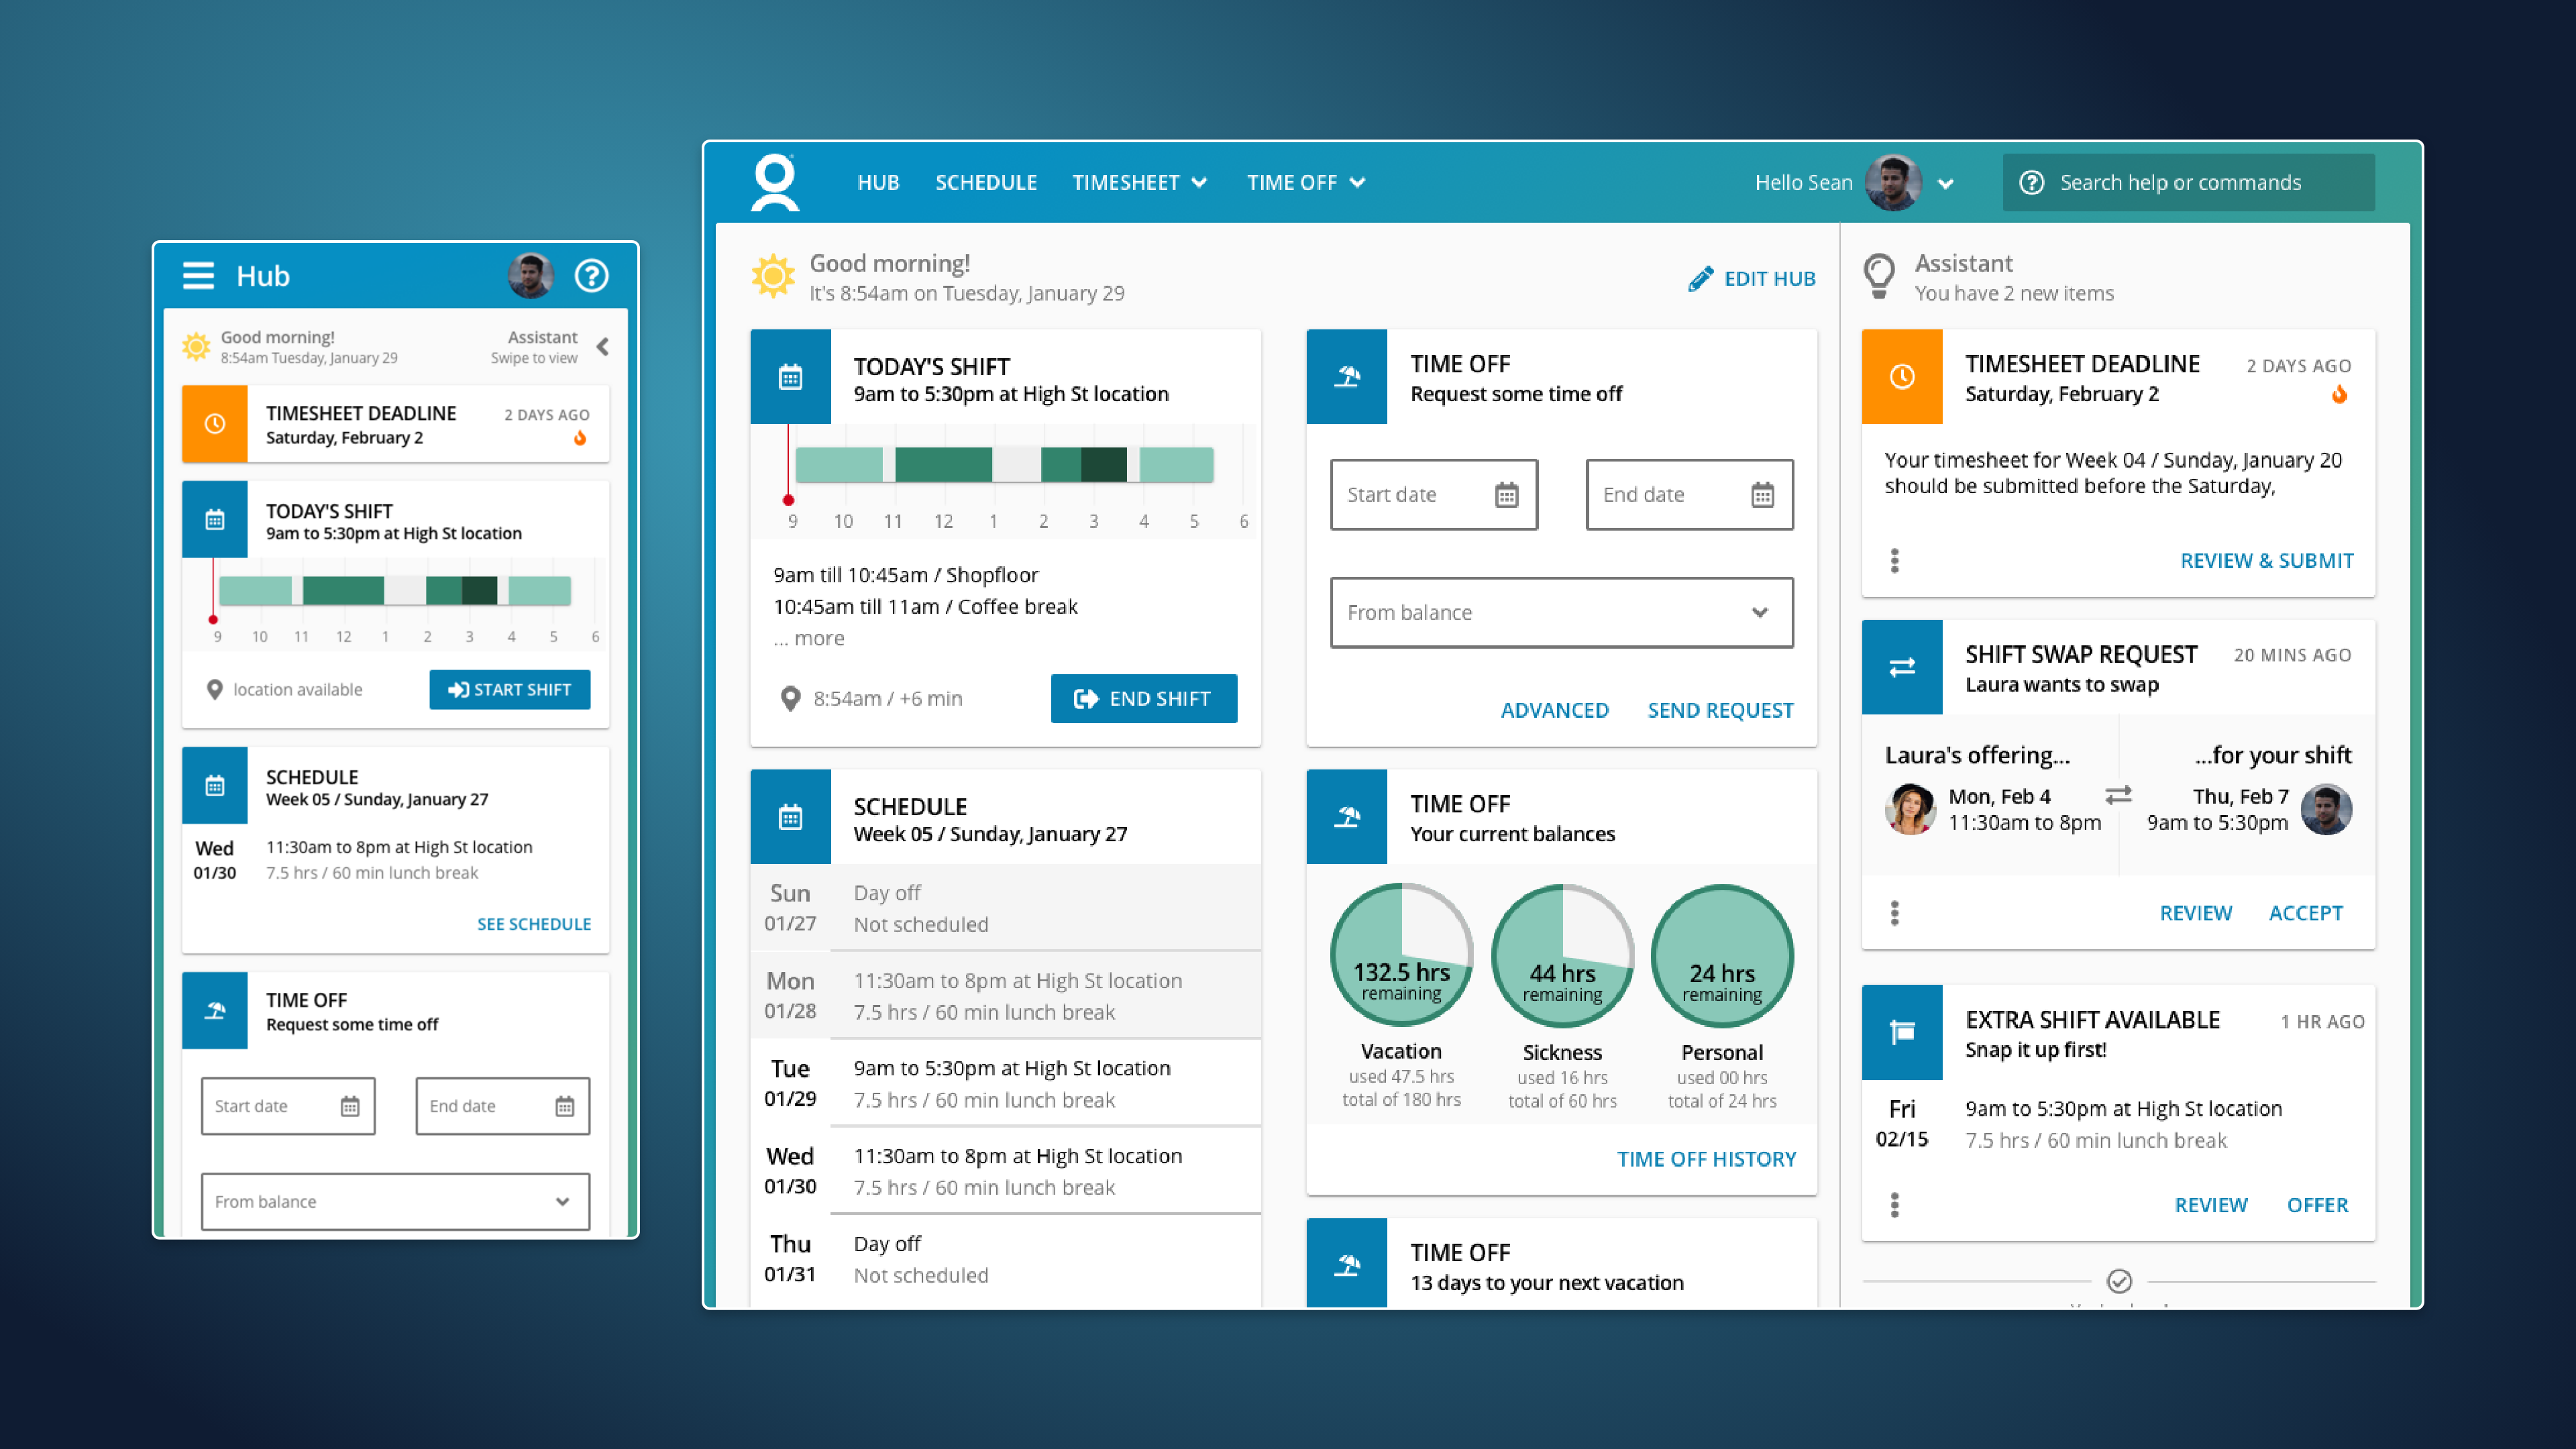 Hub
Good morning!
8:54am Tuesday, January 29
Assistant
Swipe to view
TIMESHEET DEADLINE
2 DAYS AGO
Saturday, February 2
TODAY'S SHIFT
9am to 5:30pm at High St location
9 10 11 12 1 2 3 4 5 6
location available
START SHIFT
SCHEDULE
Week 05 / Sunday, January 27
Wed
01/30
11:30am to 8pm at High St location
7.5 hrs / 60 min lunch break
SEE SCHEDULE
TIME OFF
Request some time off
Start date
End date
From balance
HUB
SCHEDULE
TIMESHEET
TIME OFF
Hello Sean
Search help or commands
Good morning!
It's 8:54am on Tuesday, January 29
EDIT HUB
TODAY'S SHIFT
9am to 5:30pm at High St location
9 10 11 12 1 2 3 4 5 6
9am till 10:45am / Shopfloor
10:45am till 11am / Coffee break
... more
8:54am / +6 min
END SHIFT
SCHEDULE
Week 05 / Sunday, January 27
Sun
01/27
Day off
Not scheduled
Mon
01/28
11:30am to 8pm at High St location
7.5 hrs / 60 min lunch break
Tue
01/29
9am to 5:30pm at High St location
7.5 hrs / 60 min lunch break
Wed
01/30
11:30am to 8pm at High St location
7.5 hrs / 60 min lunch break
Thu
01/31
Day off
Not scheduled
TIME OFF
Request some time off
Start date
End date
From balance
ADVANCED
SEND REQUEST
TIME OFF
Your current balances
132.5 hrs
remaining
Vacation
used 47.5 hrs
total of 180 hrs
44 hrs
remaining
Sickness
used 16 hrs
total of 60 hrs
24 hrs
remaining
Personal
used 00 hrs
total of 24 hrs
TIME OFF HISTORY
TIME OFF
13 days to your next vacation
Assistant
You have 2 new items
TIMESHEET DEADLINE
2 DAYS AGO
Saturday, February 2
Your timesheet for Week 04 / Sunday, January 20
should be submitted before the Saturday,
REVIEW & SUBMIT
SHIFT SWAP REQUEST
20 MINS AGO
Laura wants to swap
Laura's offering...
Mon, Feb 4
11:30am to 8pm
...for your shift
Thu, Feb 7
9am to 5:30pm
REVIEW
ACCEPT
EXTRA SHIFT AVAILABLE
1 HR AGO
Snap it up first!
Fri
02/15
9am to 5:30pm at High St location
7.5 hrs / 60 min lunch break
REVIEW
OFFER